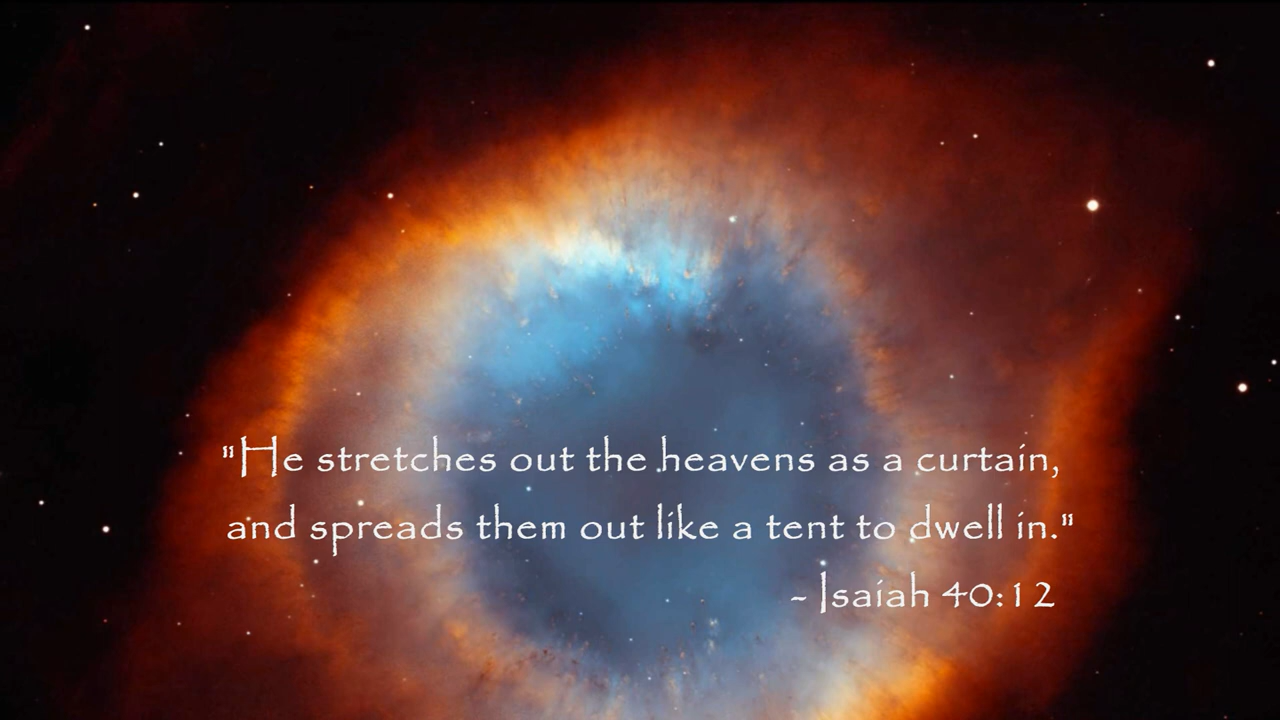 "He stretches out the heavens as a curtain,
and spreads them out like a tent to dwell in."
- Isaiah 40:12